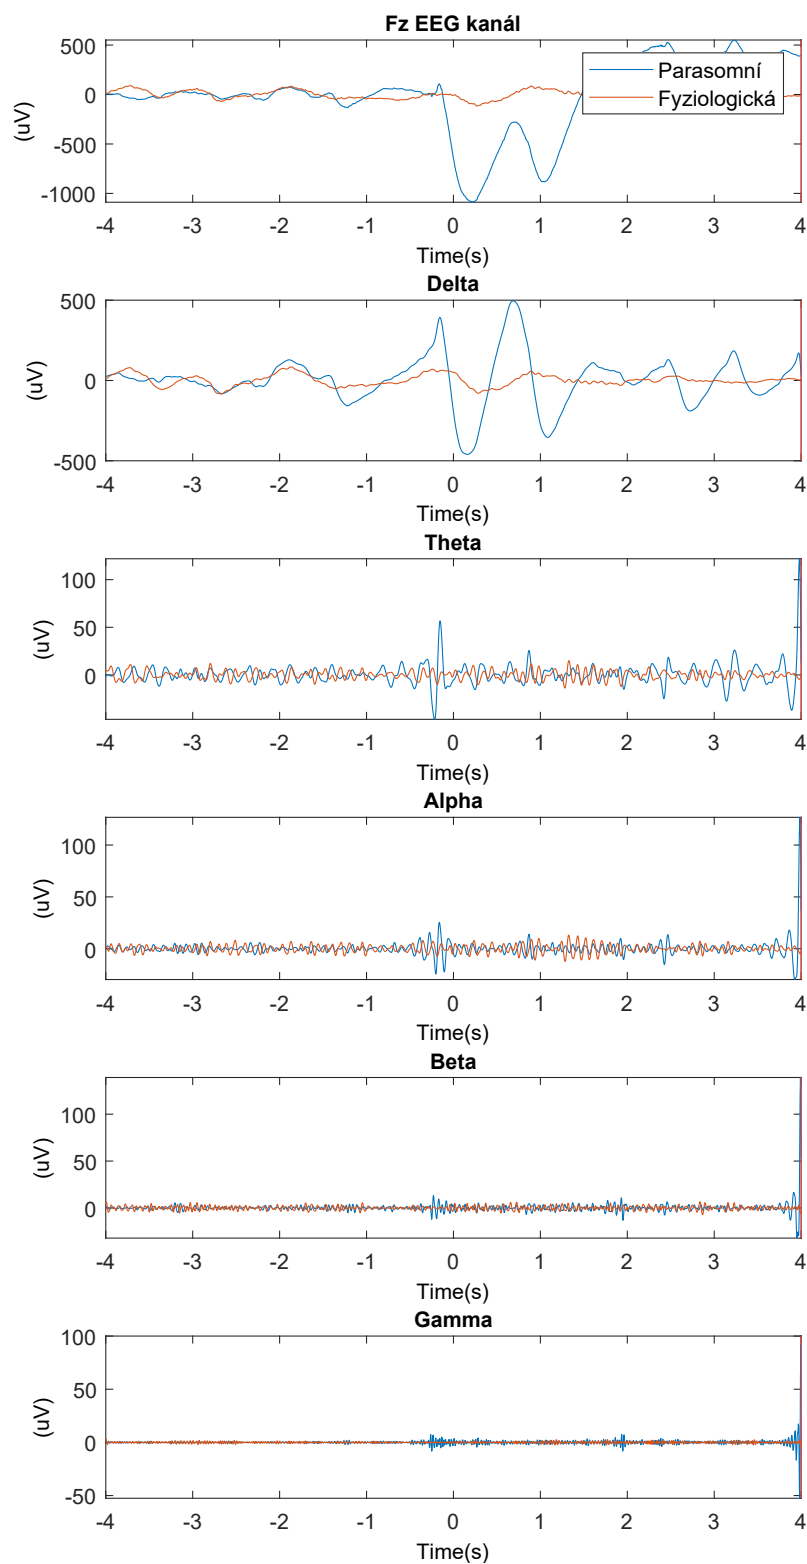 Fz EEG kanál
500
0
-500
-1000
(uV)
Parasomní
Fyziologická
-4 -3 -2 -1 0 1 2 3 4
Time(s)
Delta
500
0
-500
(uV)
-4 -3 -2 -1 0 1 2 3 4
Time(s)
Theta
100
50
0
(uV)
-4 -3 -2 -1 0 1 2 3 4
Time(s)
Alpha
100
50
0
(uV)
-4 -3 -2 -1 0 1 2 3 4
Time(s)
Beta
100
50
0
(uV)
-4 -3 -2 -1 0 1 2 3 4
Time(s)
Gamma
100
50
0
-50
(uV)
-4 -3 -2 -1 0 1 2 3 4
Time(s)